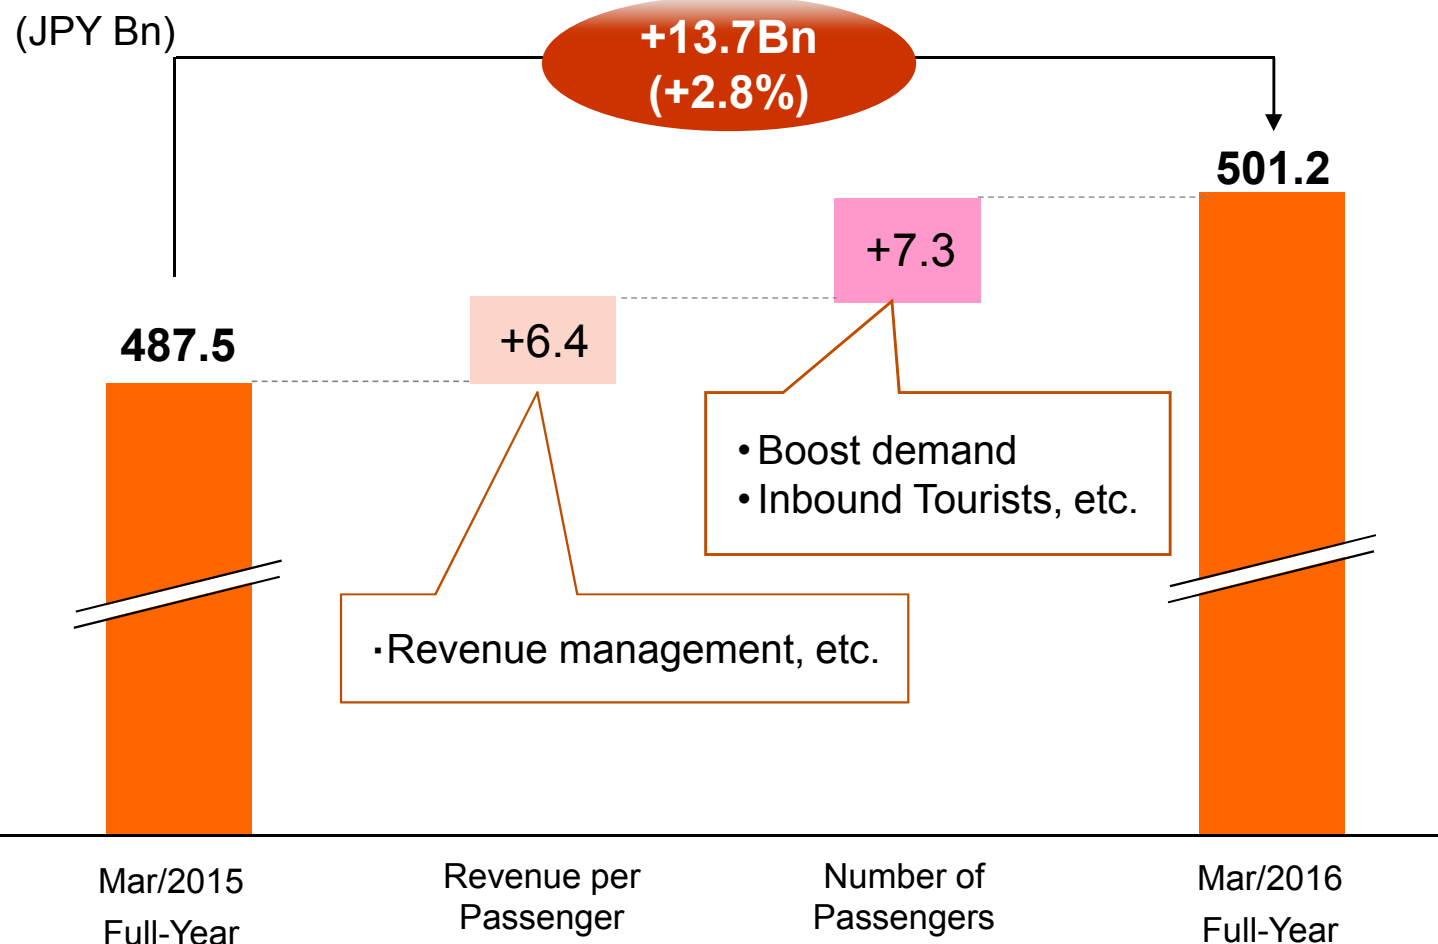 (JPY Bn)
+13.7Bn
(+2.8%)
501.2
+7.3
487.5
+6.4
•Boost demand
•Inbound Tourists, etc.
･Revenue management, etc.
Mar/2015
Full-Year
Revenue per
Passenger
Number of
Passengers
Mar/2016
Full-Year